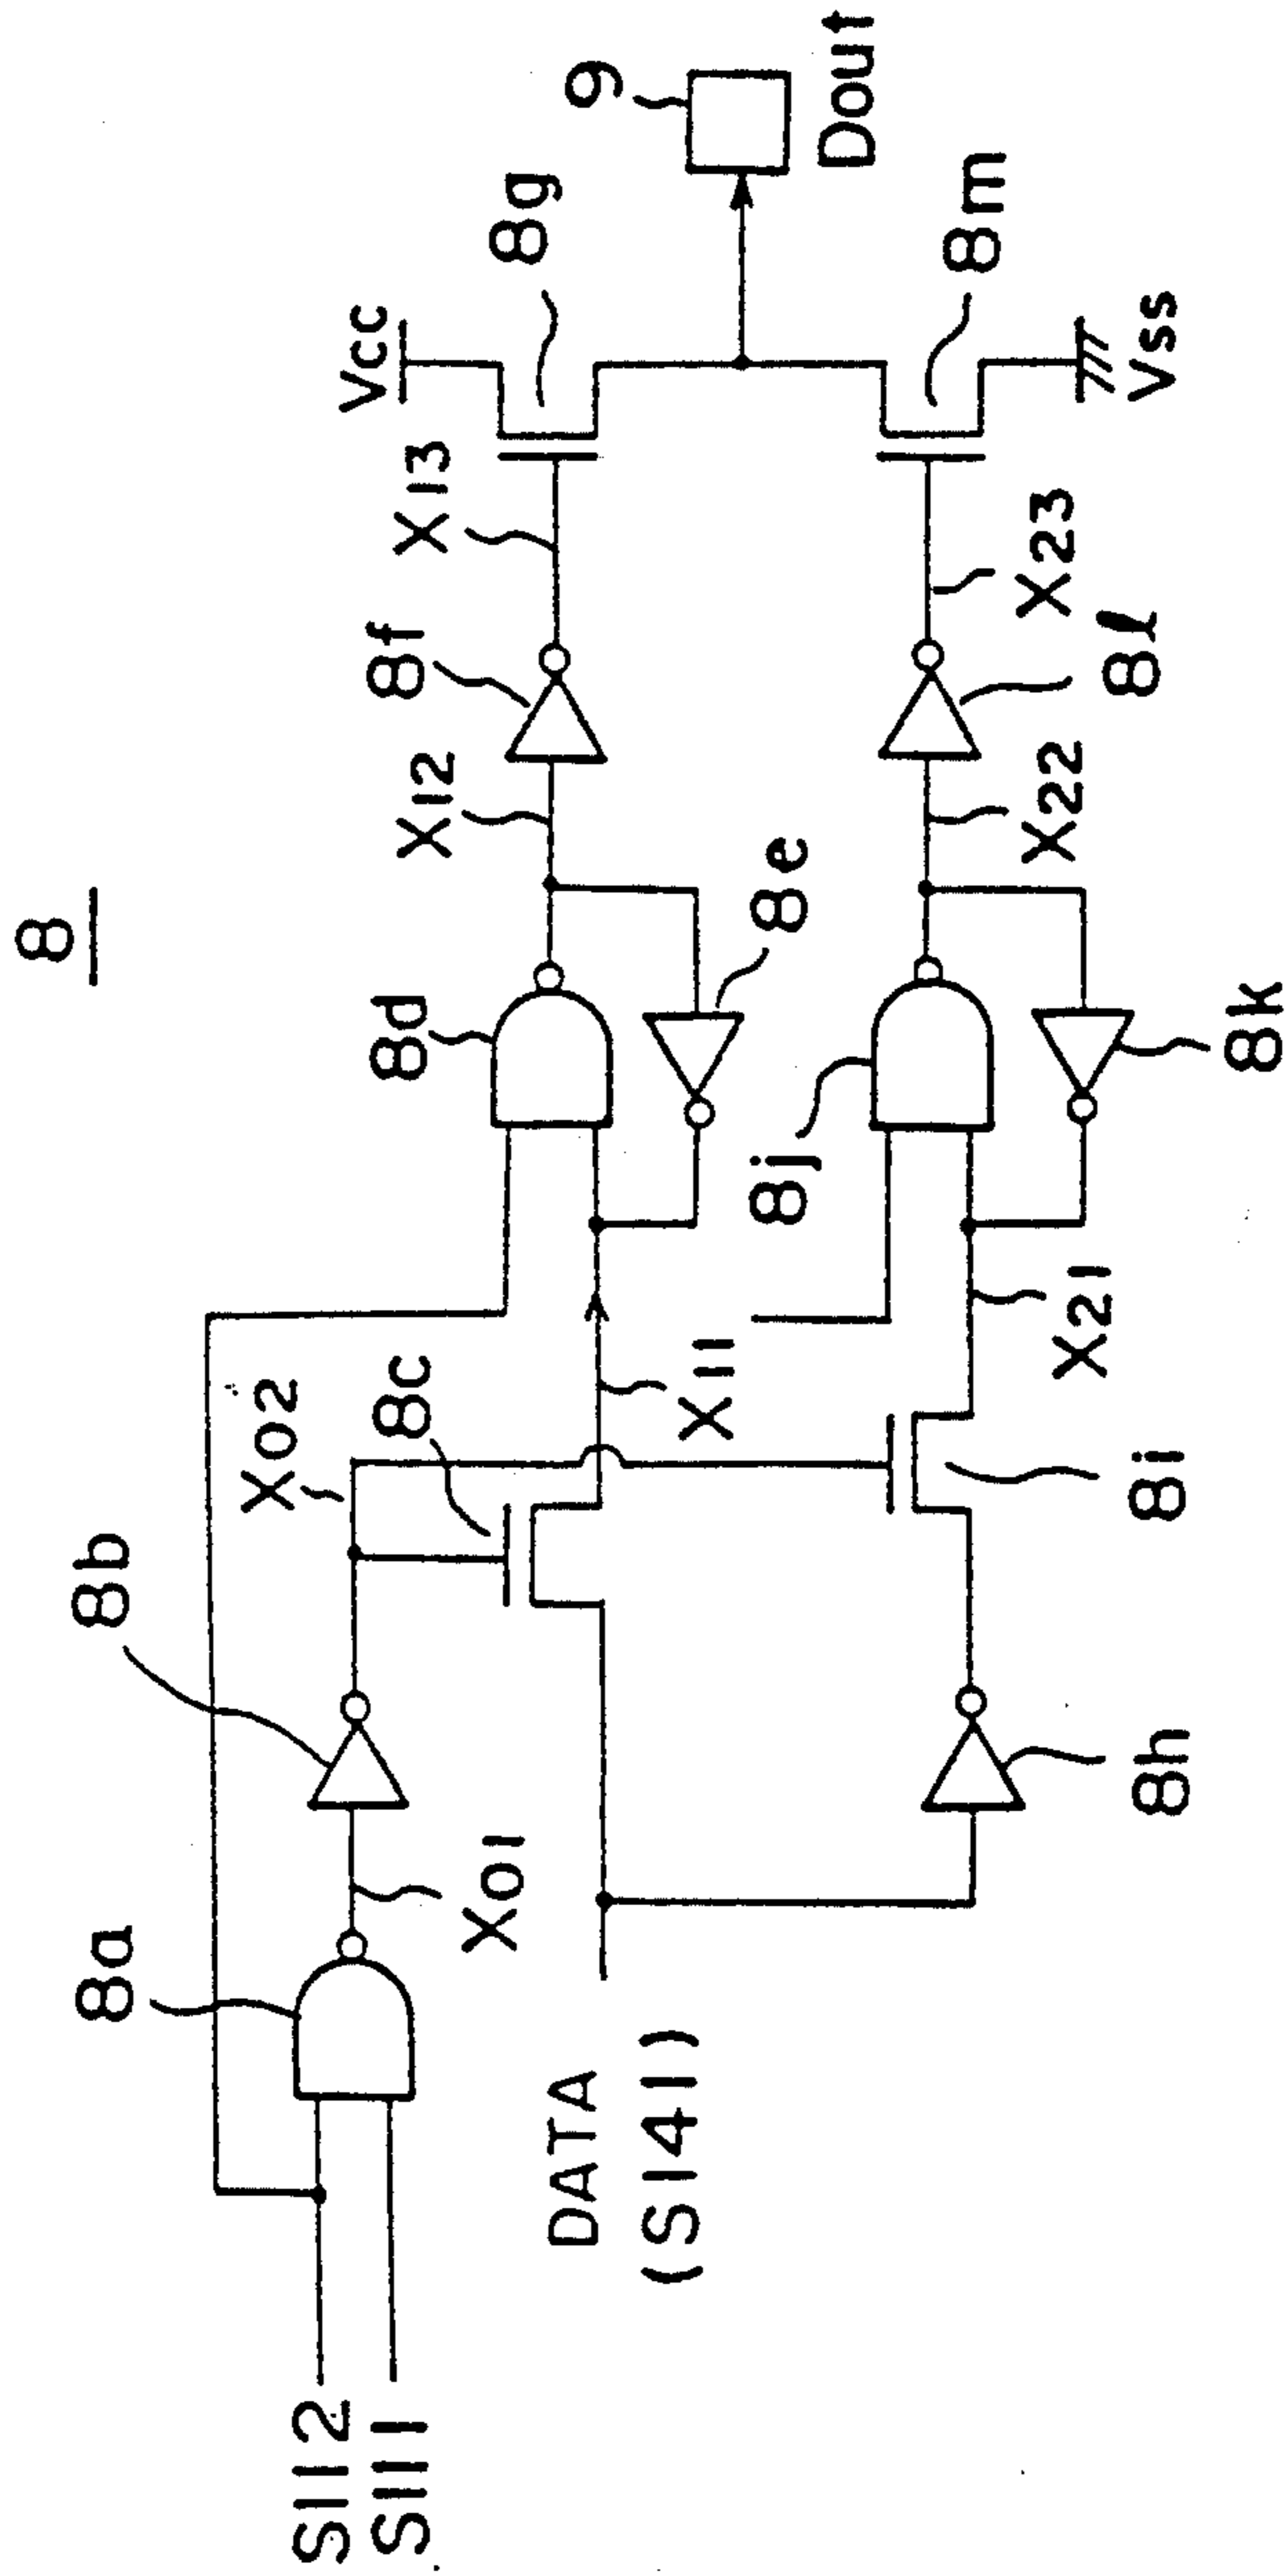 8
S112
S111
8a
X01
8b
X02
8c
DATA
(S141)
8h
X11
8i
X21
8d
8e
X12
8f
X13
8g
Vcc
8j
8k
X22
8l
X23
8m
Vss
9
Dout